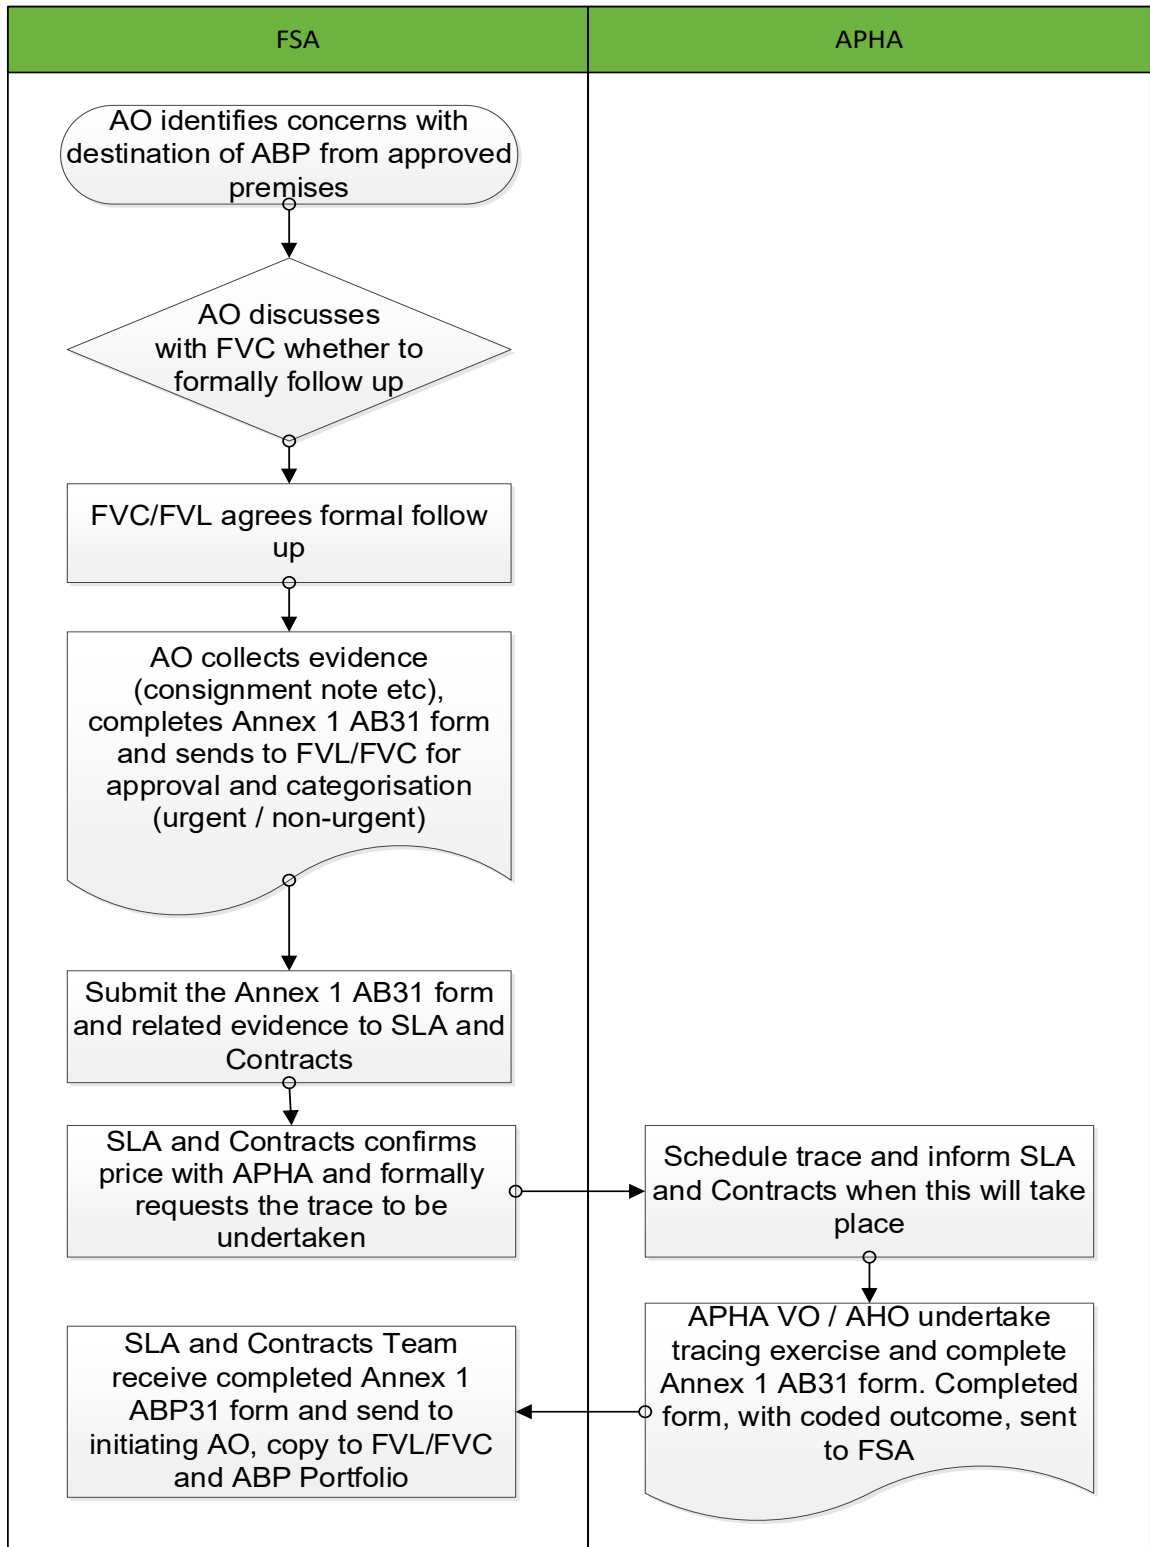 FSA
APHA
AO identifies concerns with
destination of ABP from approved
premises
AO discusses
with FVC whether to
formally follow up
FVC/FVL agrees formal follow
up
AO collects evidence
(consignment note etc),
completes Annex 1 AB31 form
and sends to FVL/FVC for
approval and categorisation
(urgent / non-urgent)
Submit the Annex 1 AB31 form
and related evidence to SLA and
Contracts
SLA and Contracts confirms
price with APHA and formally
requests the trace to be
undertaken
Schedule trace and inform SLA
and Contracts when this will take
place
APHA VO / AHO undertake
tracing exercise and complete
Annex 1 AB31 form. Completed
form, with coded outcome, sent
to FSA
SLA and Contracts Team
receive completed Annex 1
ABP31 form and send to
initiating AO, copy to FVL/FVC
and ABP Portfolio